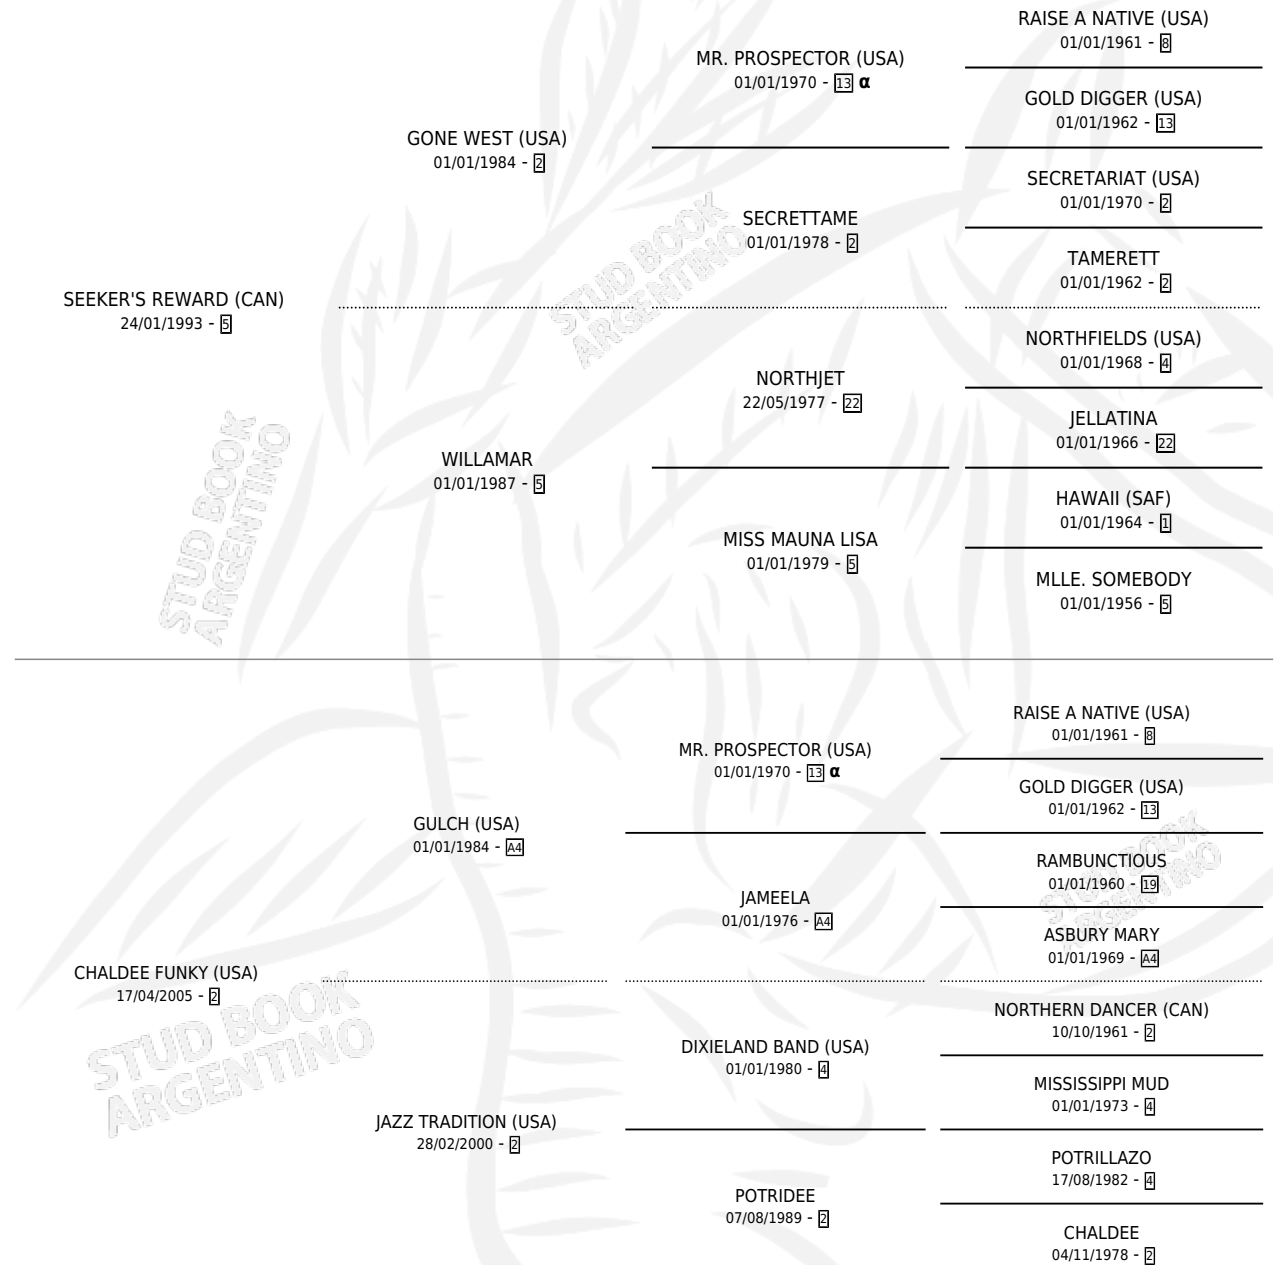 RAISE A NATIVE (USA)
01/01/1961 - 8
MR. PROSPECTOR (USA)
01/01/1970 - 13 α
GOLD DIGGER (USA)
01/01/1962 - 13
GONE WEST (USA)
01/01/1984 - 2
SECRETARIAT (USA)
01/01/1970 - 2
SECRETTAME
01/01/1978 - 2
TAMERETT
01/01/1962 - 2
SEEKER'S REWARD (CAN)
24/01/1993 - 5
NORTHFIELDS (USA)
01/01/1968 - 4
NORTHJET
22/05/1977 - 22
JELLATINA
01/01/1966 - 22
WILLAMAR
01/01/1987 - 5
HAWAII (SAF)
01/01/1964 - 1
MISS MAUNA LISA
01/01/1979 - 5
MLLE. SOMEBODY
01/01/1956 - 5
RAISE A NATIVE (USA)
01/01/1961 - 8
MR. PROSPECTOR (USA)
01/01/1970 - 13 α
GOLD DIGGER (USA)
01/01/1962 - 13
GULCH (USA)
01/01/1984 - A4
RAMBUNCTIOUS
01/01/1960 - 19
JAMEELA
01/01/1976 - A4
ASBURY MARY
01/01/1969 - A4
CHALDEE FUNKY (USA)
17/04/2005 - 2
NORTHERN DANCER (CAN)
10/10/1961 - 2
DIXIELAND BAND (USA)
01/01/1980 - 4
MISSISSIPPI MUD
01/01/1973 - 4
JAZZ TRADITION (USA)
28/02/2000 - 2
POTRILLAZO
17/08/1982 - 4
POTRIDEE
07/08/1989 - 2
CHALDEE
04/11/1978 - 2
STUD BOOK
ARGENTINO
STUD BOOK
ARGENTINO
STUD BOOK
ARGENTINO
STUD BOOK
ARGENTINO